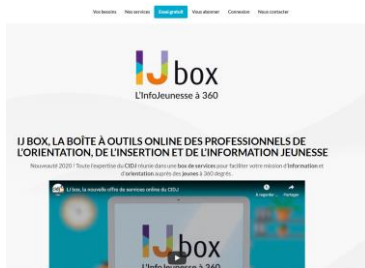 Vos besoins Nos services Essai gratuit Vous abonner Connexion Nous contacter
IJ box
L'InfoJeunesse à 360
IJ BOX, LA BOÎTE À OUTILS ONLINE DES PROFESSIONNELS DE
L'ORIENTATION, DE L'INSERTION ET DE L'INFORMATION JEUNESSE
Nouveauté 2020 ! Toute l'expertise du CIDJ réunie dans une box de services pour faciliter votre mission d'information et
d'orientation auprès des jeunes à 360 degrés.
IJ box, la nouvelle offre de services online du CIDJ
À regarder ... Partager
IJ box
L'InfoJeunesse à 360